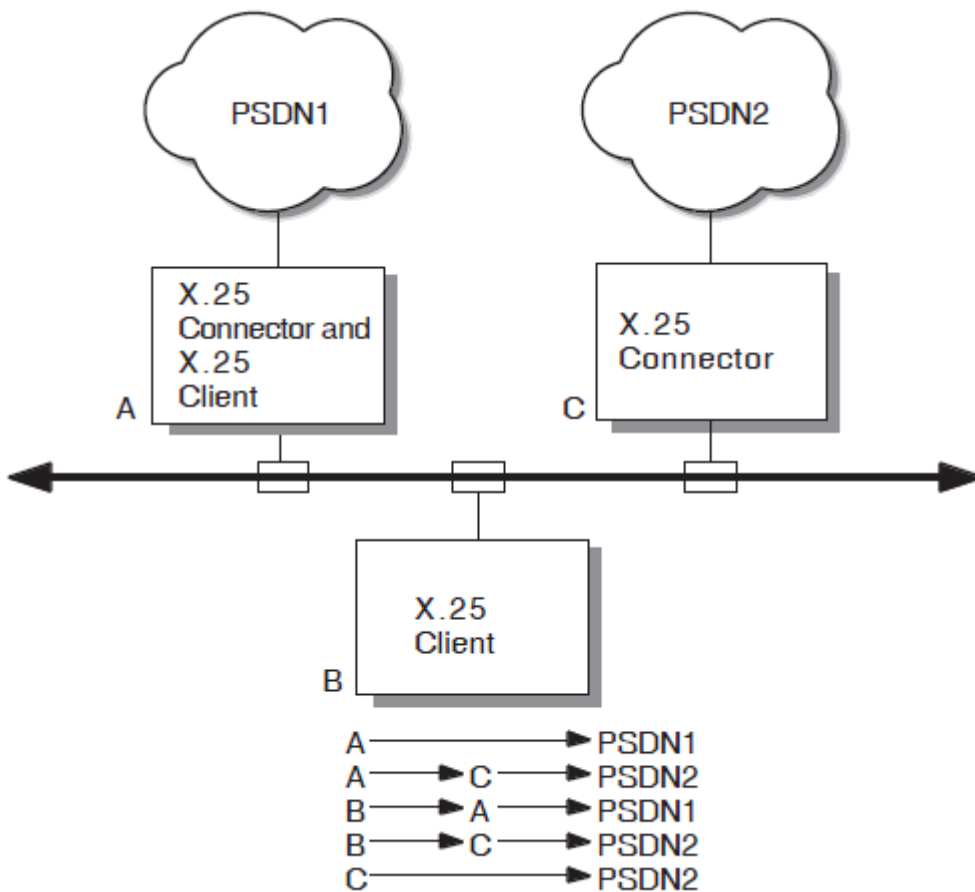 PSDN1
PSDN2
X.25
Connector and
X.25
Client
A
X.25
Connector
C
X.25
Client
B
A PSDN1
A C PSDN2
B A PSDN1
B C PSDN2
C PSDN2